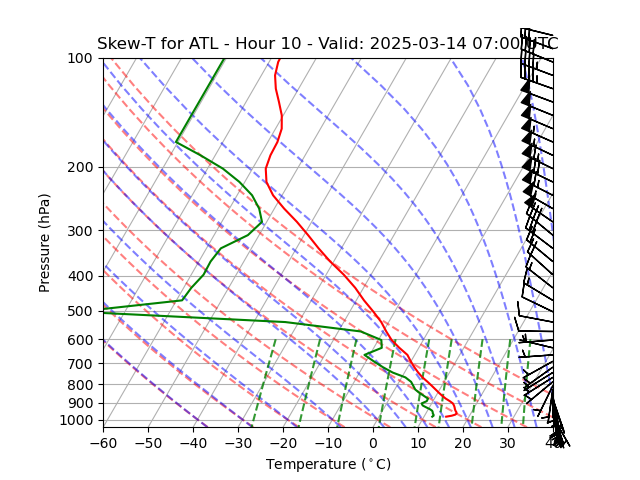 Skew-T for ATL - Hour 10 - Valid: 2025-03-14 07:00 UTC
100
200
300
400
500
600
700
800
900
1000
Pressure (hPa)
−60 −50 −40 −30 −20 −10 0 10 20 30 40
Temperature (°C)